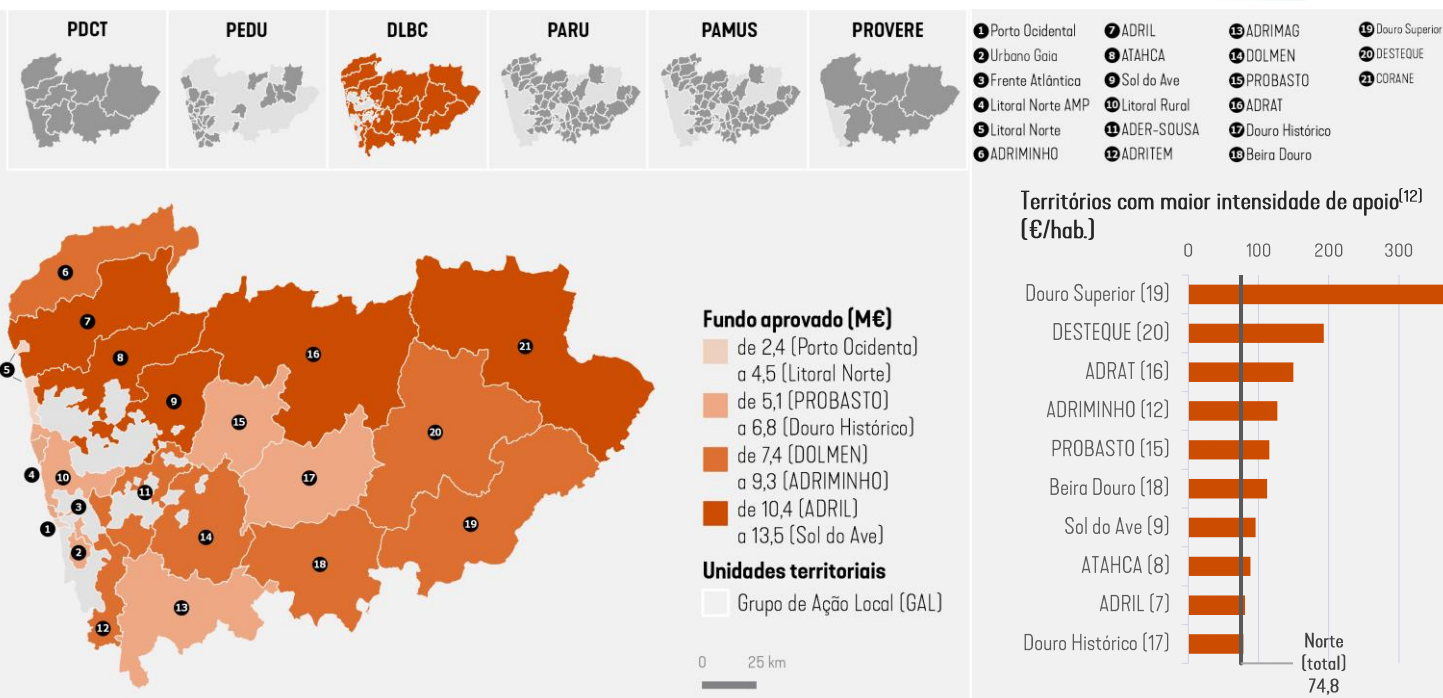 PDCT
PEDU
DLBC
PARU
PAMUS
PROVERE
1 Porto Ocidental
2 Urbano Gaia
3 Frente Atlântica
4 Litoral Norte AMP
5 Litoral Norte
6 ADRIMINHO
7 ADRIL
8 ATAHCA
9 Sol do Ave
10 Litoral Rural
11 ADER-SOUSA
12 ADRITEM
13 ADRIMAG
14 DOLMEN
15 PROBASTO
16 ADRAT
17 Douro Histórico
18 Beira Douro
19 Douro Superior
20 DESTEQUE
21 CORANE
6
7
8
5
9
16
21
15
20
4
10
17
11
3
1
2
14
19
18
13
12
Fundo aprovado (M€)
de 2,4 (Porto Ocidenta)
a 4,5 (Litoral Norte)
de 5,1 (PROBASTO)
a 6,8 (Douro Histórico)
de 7,4 (DOLMEN)
a 9,3 (ADRIMINHO)
de 10,4 (ADRIL)
a 13,5 (Sol do Ave)
Unidades territoriais
Grupo de Ação Local (GAL)
0 25 km
Territórios com maior intensidade de apoio(12)
(€/hab.)
0 100 200 300
Douro Superior (19)
DESTEQUE (20)
ADRAT (16)
ADRIMINHO (12)
PROBASTO (15)
Beira Douro (18)
Sol do Ave (9)
ATAHCA (8)
ADRIL (7)
Douro Histórico (17)
Norte
(total)
74,8